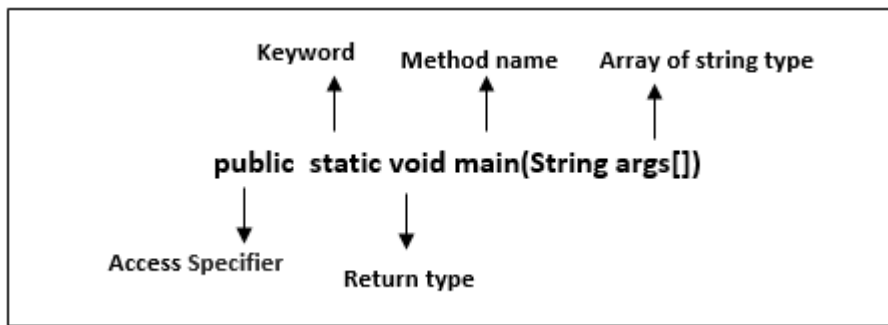 Keyword
Method name
Array of string type
public static void main(String args[])
Access Specifier
Return type